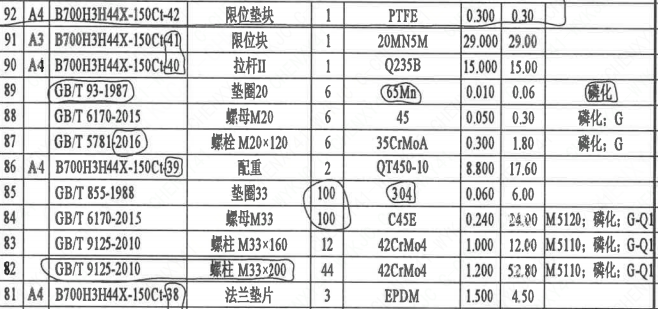 92 A4 B700H3H44X-150Ct-42 限位垫块 1 PTFE 0.300 0.30
91 A3 B700H3H44X-150Ct-41 限位块 1 20MN5M 29.000 29.00
90 A4 B700H3H44X-150Ct-40 拉杆II 1 Q235B 15.000 15.00
89 GB/T 93-1987 垫圈20 6 65Mn 0.010 0.06 磷化
88 GB/T 6170-2015 螺母M20 6 45 0.050 0.30 磷化; G
87 GB/T 5781-2016 螺栓 M20×120 6 35CrMoA 0.300 1.80 磷化; G
86 A4 B700H3H44X-150Ct-39 配重 2 QT450-10 8.800 17.60
85 GB/T 855-1988 垫圈33 100 304 0.060 6.00
84 GB/T 6170-2015 螺母M33 100 C45E 0.240 24.00 M5120; 磷化; G-Q1
83 GB/T 9125-2010 螺柱 M33×160 12 42CrMo4 1.000 12.00 M5110; 磷化; G-Q1
82 GB/T 9125-2010 螺柱 M33×200 44 42CrMo4 1.200 52.80 M5110; 磷化; G-Q1
81 A4 B700H3H44X-150Ct-38 法兰垫片 3 EPDM 1.500 4.50